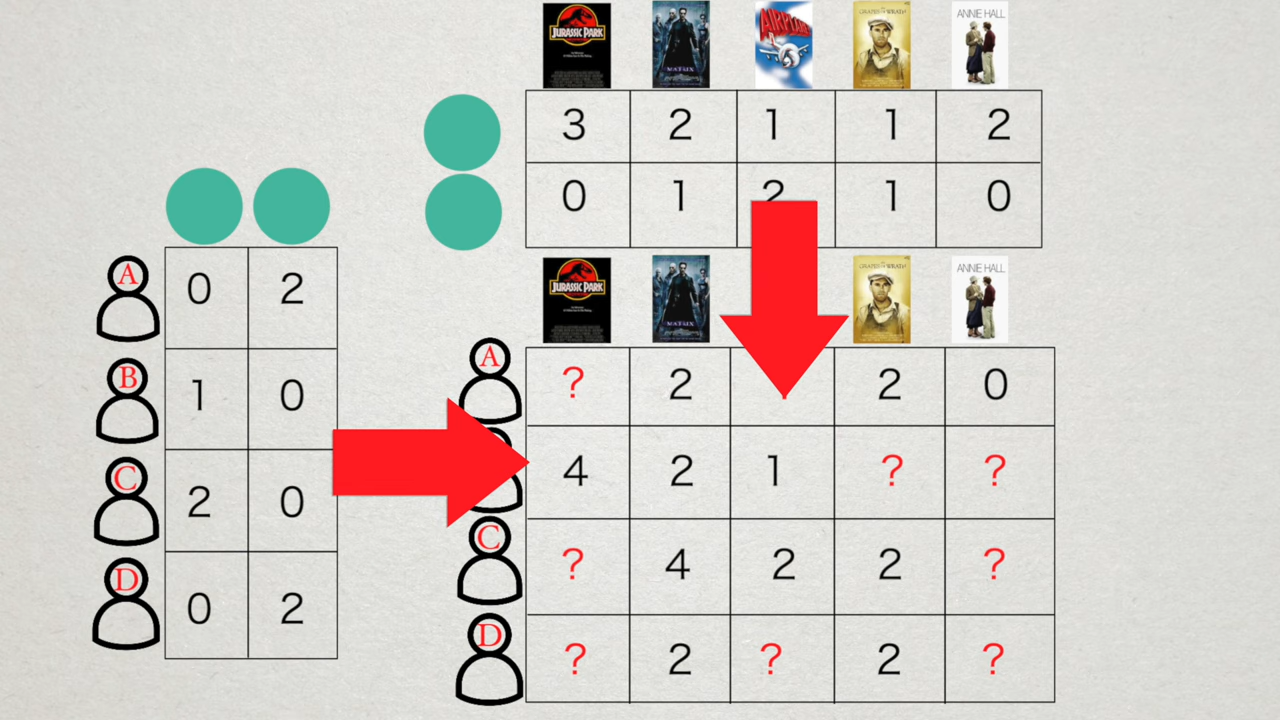 JURASSIC PARK
MATRIX
AIRPLANE
GRAPES OF WRATH
ANNIE HALL
3 2 1 1 2
0 1 2 1 0
JURASSIC PARK
MATRIX
GRAPES OF WRATH
ANNIE HALL
A 0 2
B 1 0
C 2 0
D 0 2
A ? 2 2 0
4 2 1 ? ?
C ? 4 2 2 ?
D ? 2 ? 2 ?